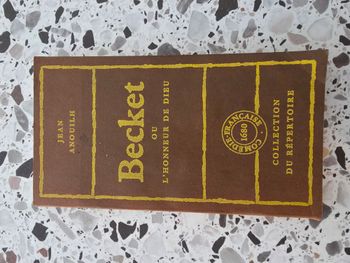 JEAN
ANOUILH
Becket
OU
L'HONNEUR DE DIEU
COMÉDIE-FRANÇAISE
1680
COLLECTION
DU RÉPERTOIRE